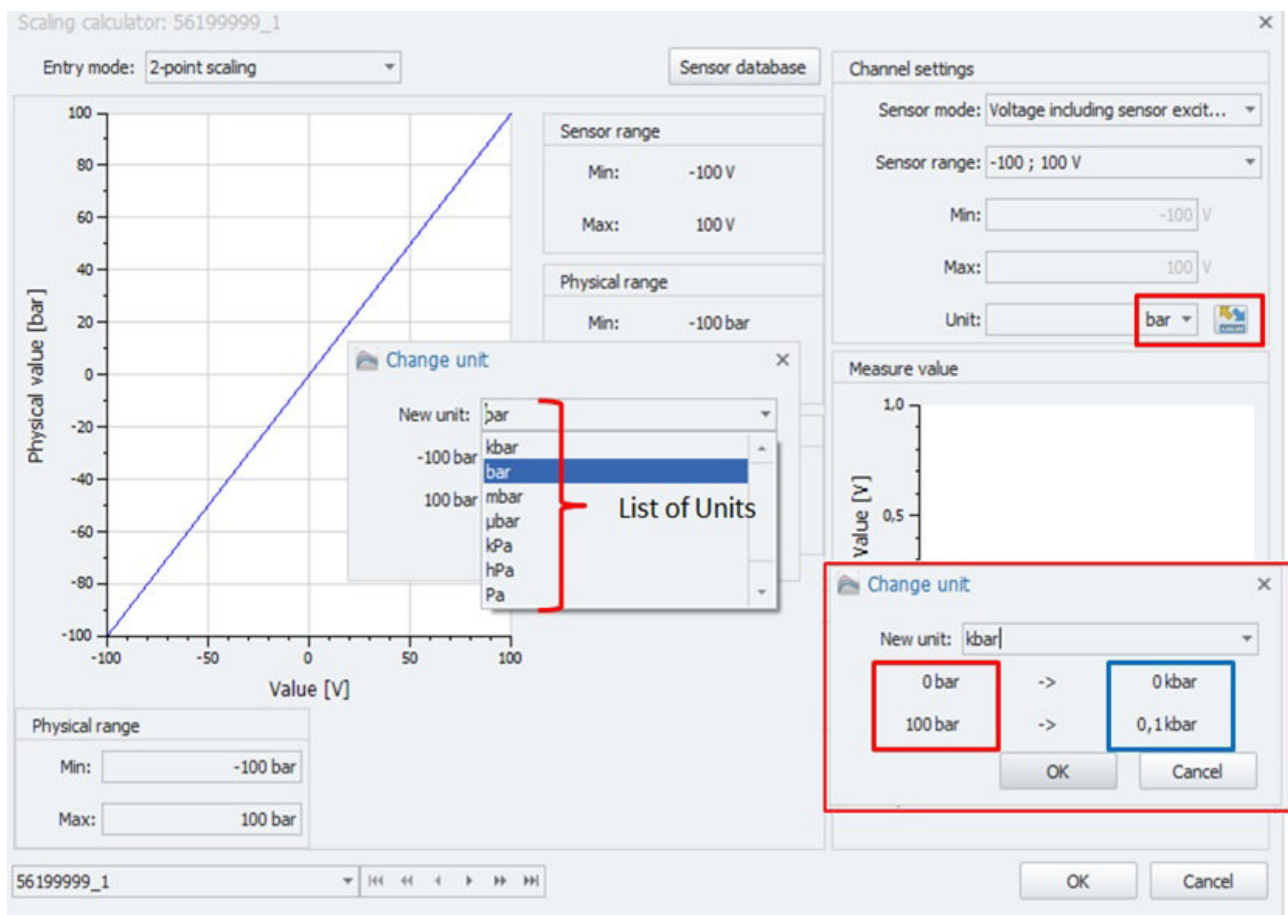 Scaling calculator: 56199999_1
Entry mode: 2-point scaling
Sensor database
100
80
60
40
20
0
-20
-40
-60
-80
-100
Physical value [bar]
-100 -50 0 50 100
Value [V]
Sensor range
Min: -100 V
Max: 100 V
Physical range
Min: -100 bar
Channel settings
Sensor mode: Voltage including sensor excit...
Sensor range: -100 ; 100 V
Min: -100 V
Max: 100 V
Unit: bar
Measure value
1,0
0,5
Value [V]
Change unit
New unit: bar
-100 bar
100 bar
kbar
bar
mbar
µbar
kPa
hPa
Pa
List of Units
Change unit
New unit: kbar
0 bar -> 0 kbar
100 bar -> 0,1 kbar
OK Cancel
Physical range
Min: -100 bar
Max: 100 bar
56199999_1
OK Cancel